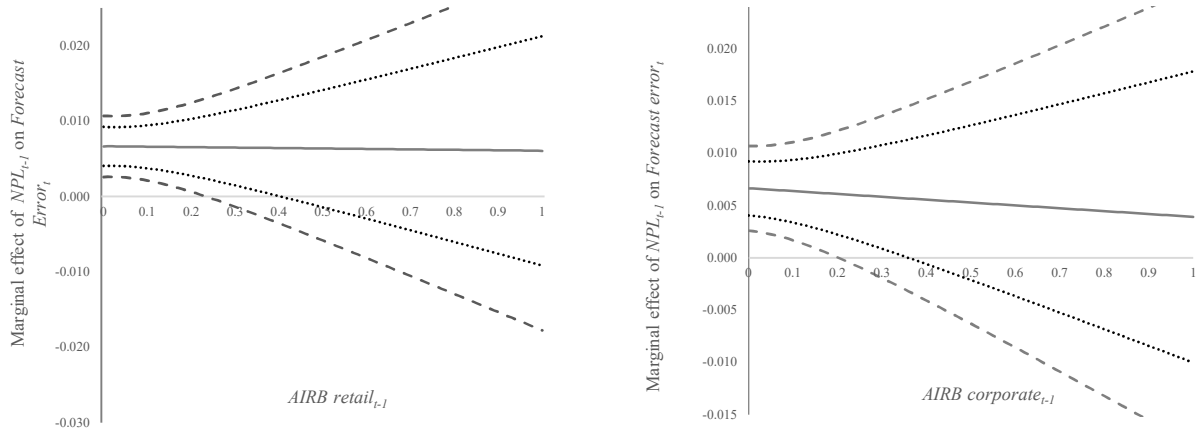 Marginal effect of NPLt-1 on Forecast
Errort
0.020
0.010
0.000
-0.010
-0.020
-0.030
0 0.1 0.2 0.3 0.4 0.5 0.6 0.7 0.8 0.9 1
AIRB retailt-1
Marginal effect of NPLt-1 on Forecast errort
0.020
0.015
0.010
0.005
0.000
-0.005
-0.010
-0.015
0 0.1 0.2 0.3 0.4 0.5 0.6 0.7 0.8 0.9 1
AIRB corporatet-1